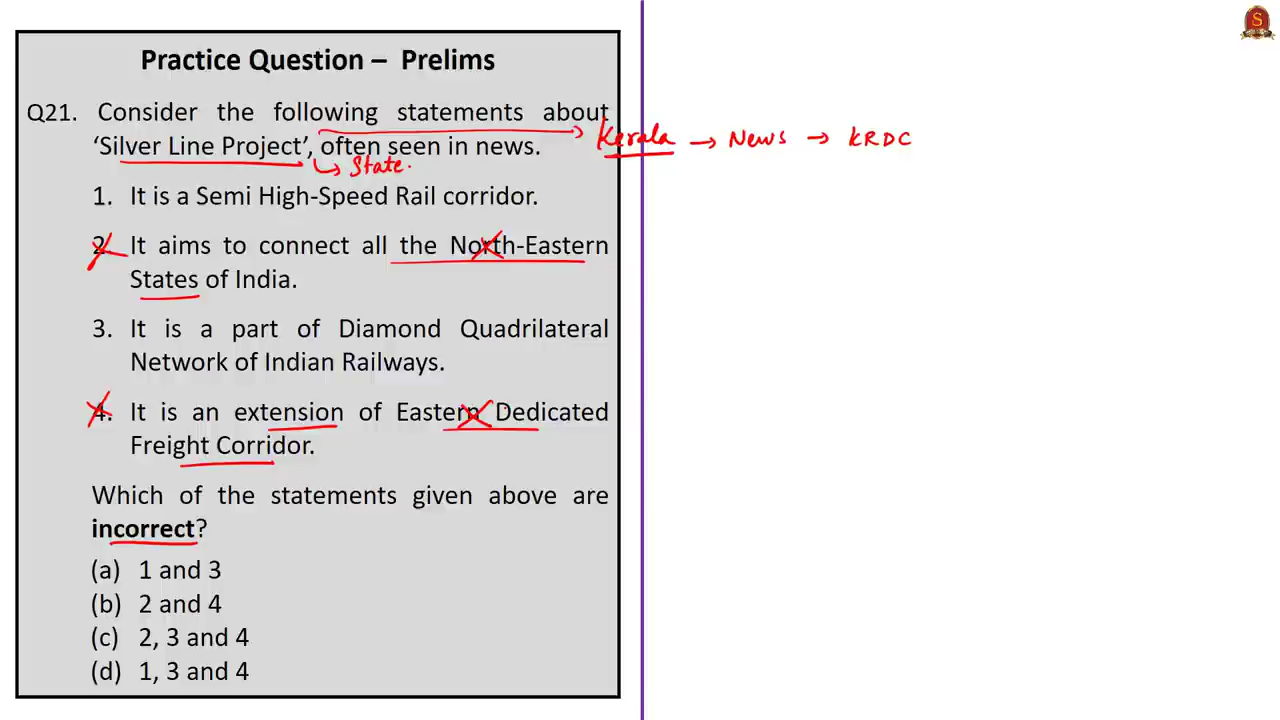 Practice Question – Prelims
Q21. Consider the following statements about
‘Silver Line Project’, often seen in news.
Kerala → News → KRDC
State.
1. It is a Semi High-Speed Rail corridor.
2. It aims to connect all the North-Eastern
States of India.
3. It is a part of Diamond Quadrilateral
Network of Indian Railways.
4. It is an extension of Eastern Dedicated
Freight Corridor.
Which of the statements given above are
incorrect?
(a) 1 and 3
(b) 2 and 4
(c) 2, 3 and 4
(d) 1, 3 and 4
S